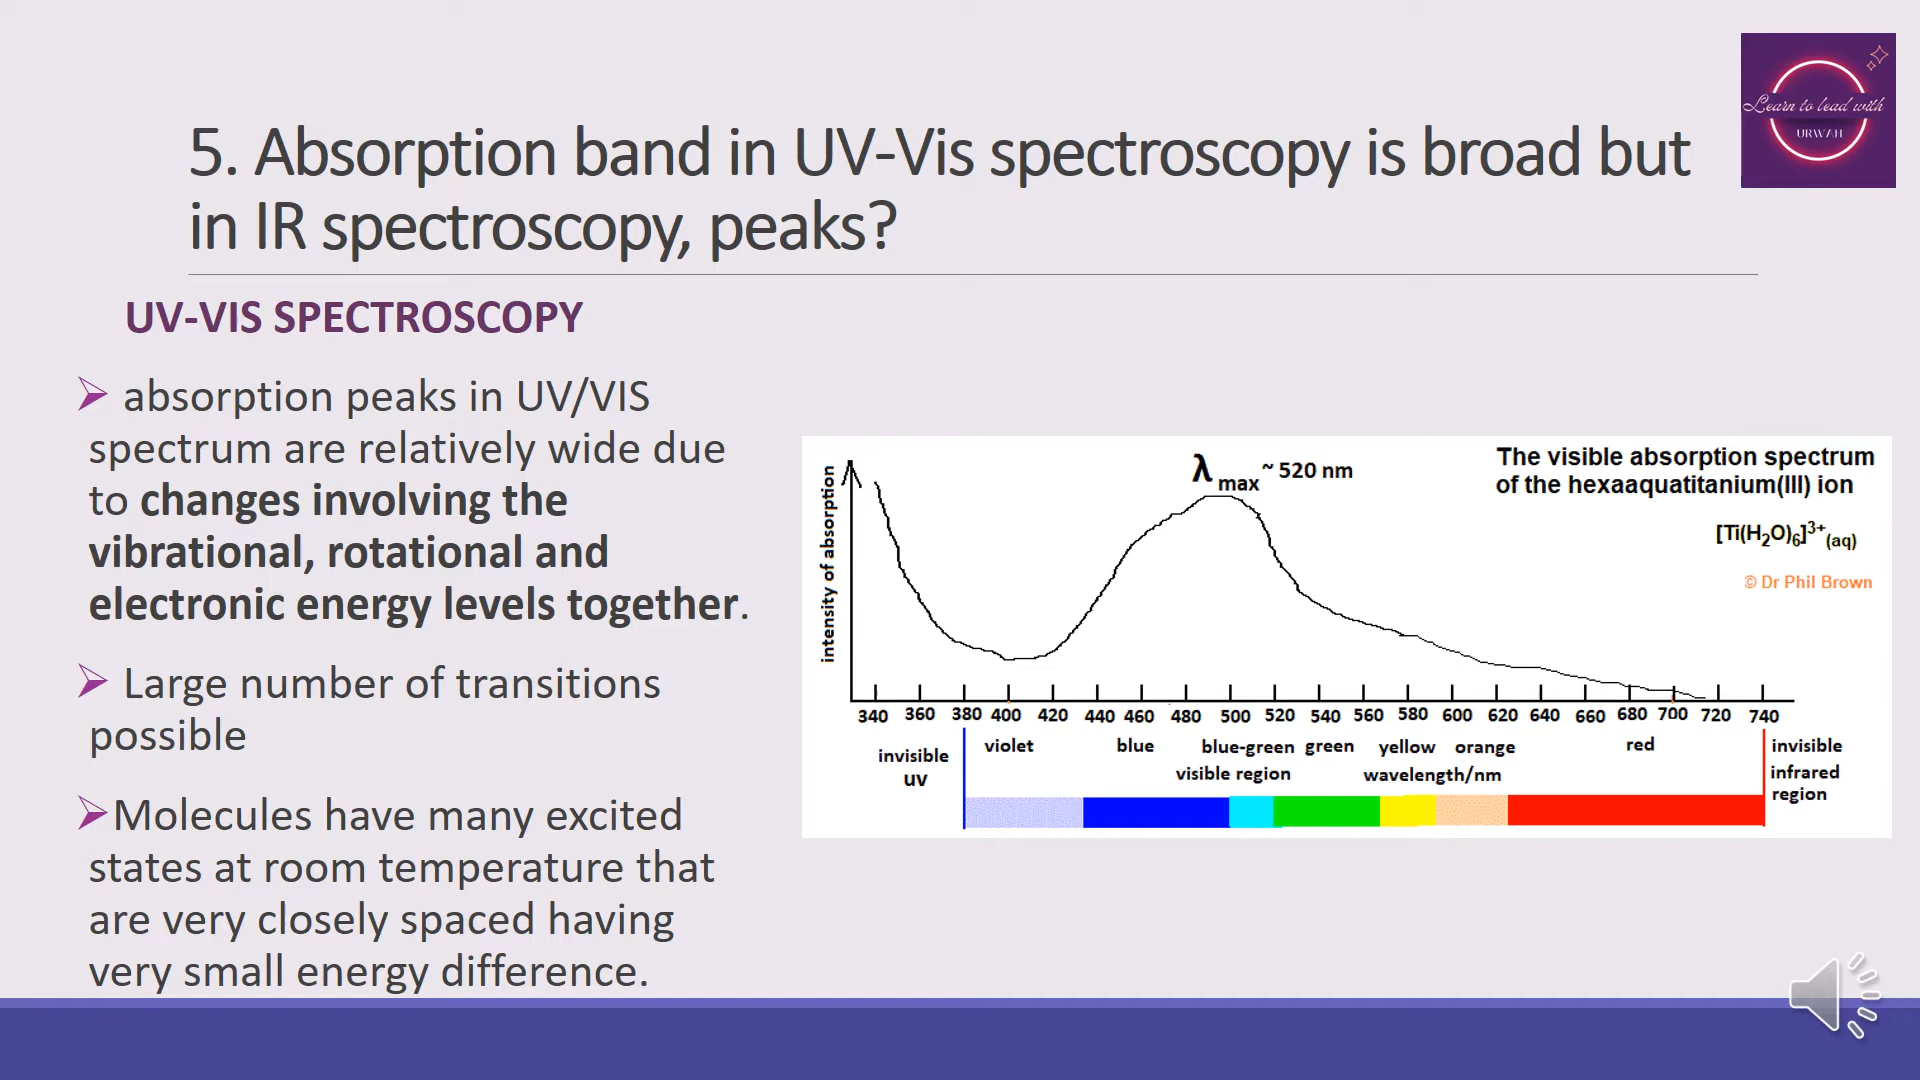 Learn to lead with
URWAH
5. Absorption band in UV-Vis spectroscopy is broad but
in IR spectroscopy, peaks?
UV-VIS SPECTROSCOPY
absorption peaks in UV/VIS
spectrum are relatively wide due
to changes involving the
vibrational, rotational and
electronic energy levels together.
Large number of transitions
possible
Molecules have many excited
states at room temperature that
are very closely spaced having
very small energy difference.
The visible absorption spectrum
of the hexaaquatitanium(III) ion
[Ti(H2O)6]3+(aq)
© Dr Phil Brown
λmax ~ 520 nm
intensity of absorption
340 360 380 400 420 440 460 480 500 520 540 560 580 600 620 640 660 680 700 720 740
invisible
uv
violet blue blue-green green yellow orange red
visible region wavelength/nm
invisible
infrared
region